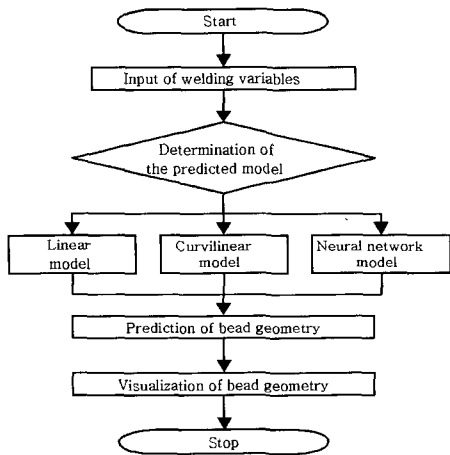 Start
Input of welding variables
Determination of
the predicted model
Linear
model
Curvilinear
model
Neural network
model
Prediction of bead geometry
Visualization of bead geometry
Stop